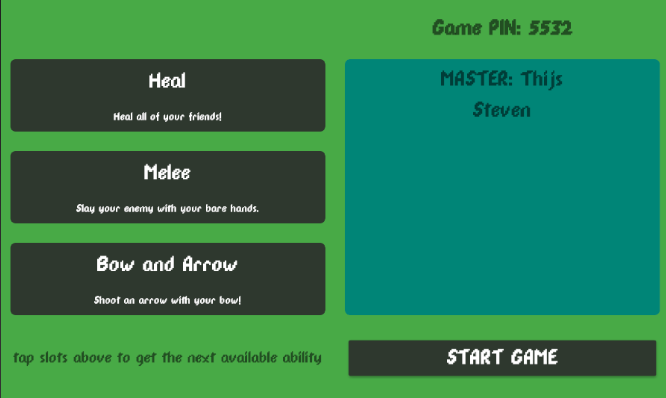 Game PIN: 5532
Heal
Heal all of your friends!
Melee
Slay your enemy with your bare hands.
Bow and Arrow
Shoot an arrow with your bow!
tap slots above to get the next available ability
MASTER: Thijs
Steven
START GAME